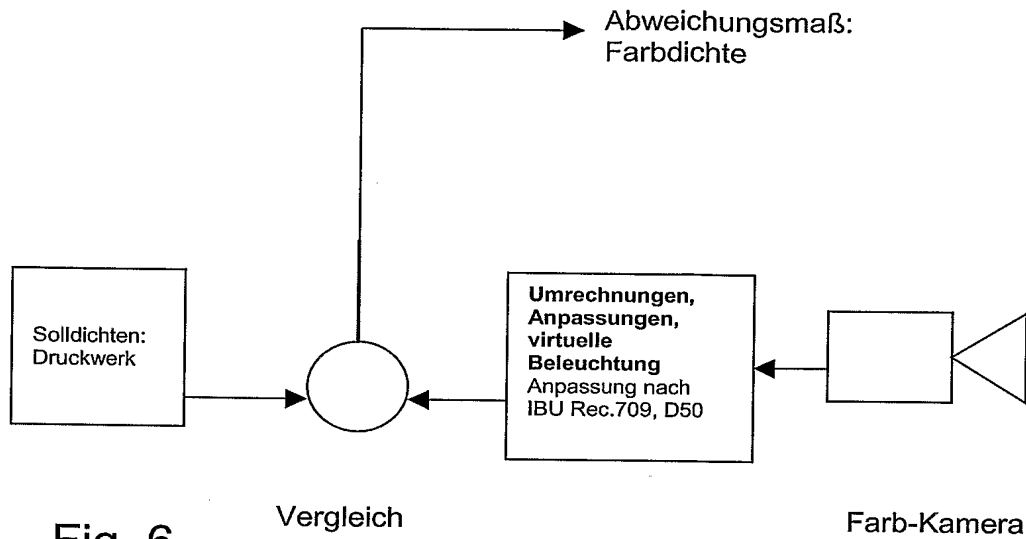 Abweichungsmaß:
Farbdichte
Solldichten:
Druckwerk
Umrechnungen,
Anpassungen,
virtuelle
Beleuchtung
Anpassung nach
IBU Rec.709, D50
Vergleich
Farb-Kamera
Fig. 6